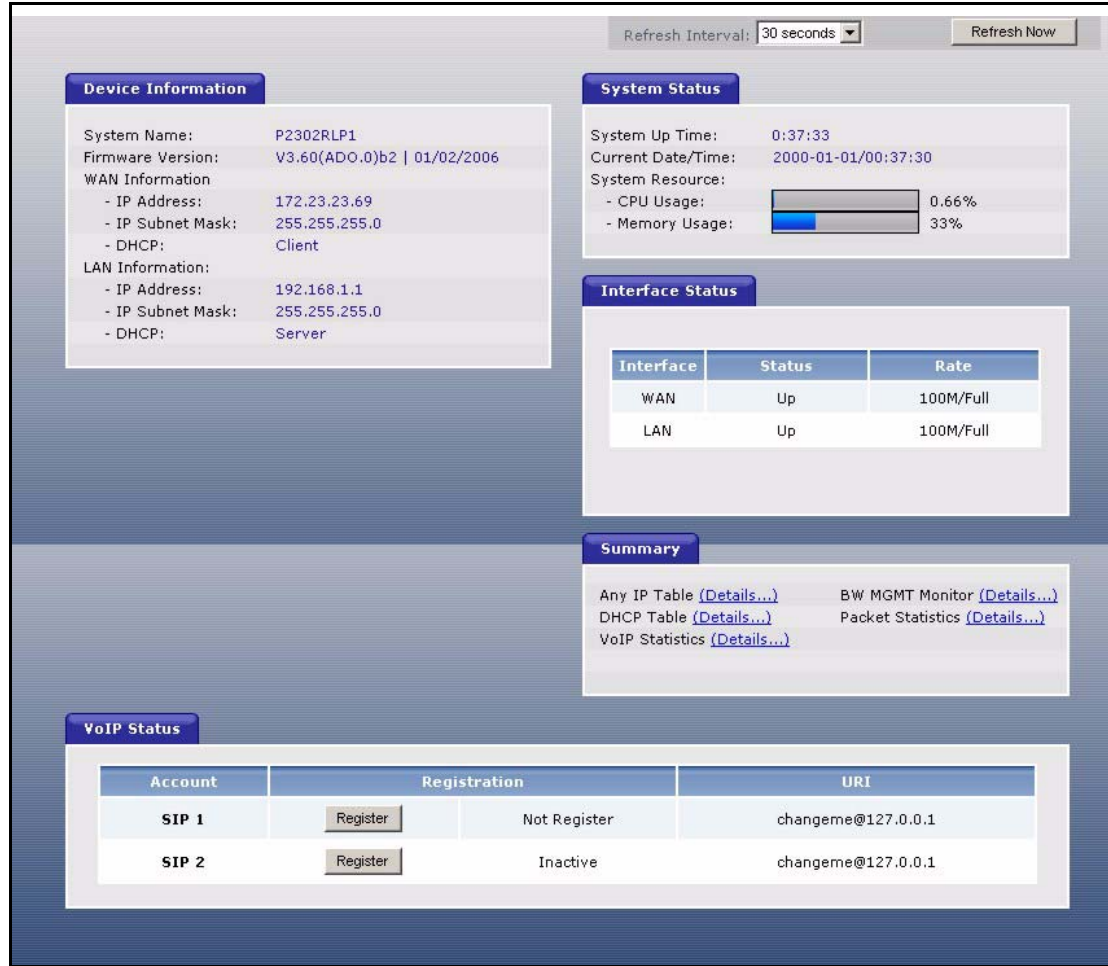 Refresh Interval: 30 seconds Refresh Now
Device Information
System Name: P2302RLP1
Firmware Version: V3.60(ADO.0)b2 | 01/02/2006
WAN Information
- IP Address: 172.23.23.69
- IP Subnet Mask: 255.255.255.0
- DHCP: Client
LAN Information:
- IP Address: 192.168.1.1
- IP Subnet Mask: 255.255.255.0
- DHCP: Server
System Status
System Up Time: 0:37:33
Current Date/Time: 2000-01-01/00:37:30
System Resource:
- CPU Usage: 0.66%
- Memory Usage: 33%
Interface Status
Interface Status Rate
WAN Up 100M/Full
LAN Up 100M/Full
Summary
Any IP Table (Details...) BW MGMT Monitor (Details...)
DHCP Table (Details...) Packet Statistics (Details...)
VoIP Statistics (Details...)
VoIP Status
Account Registration URI
SIP 1 Register Not Register changeme@127.0.0.1
SIP 2 Register Inactive changeme@127.0.0.1